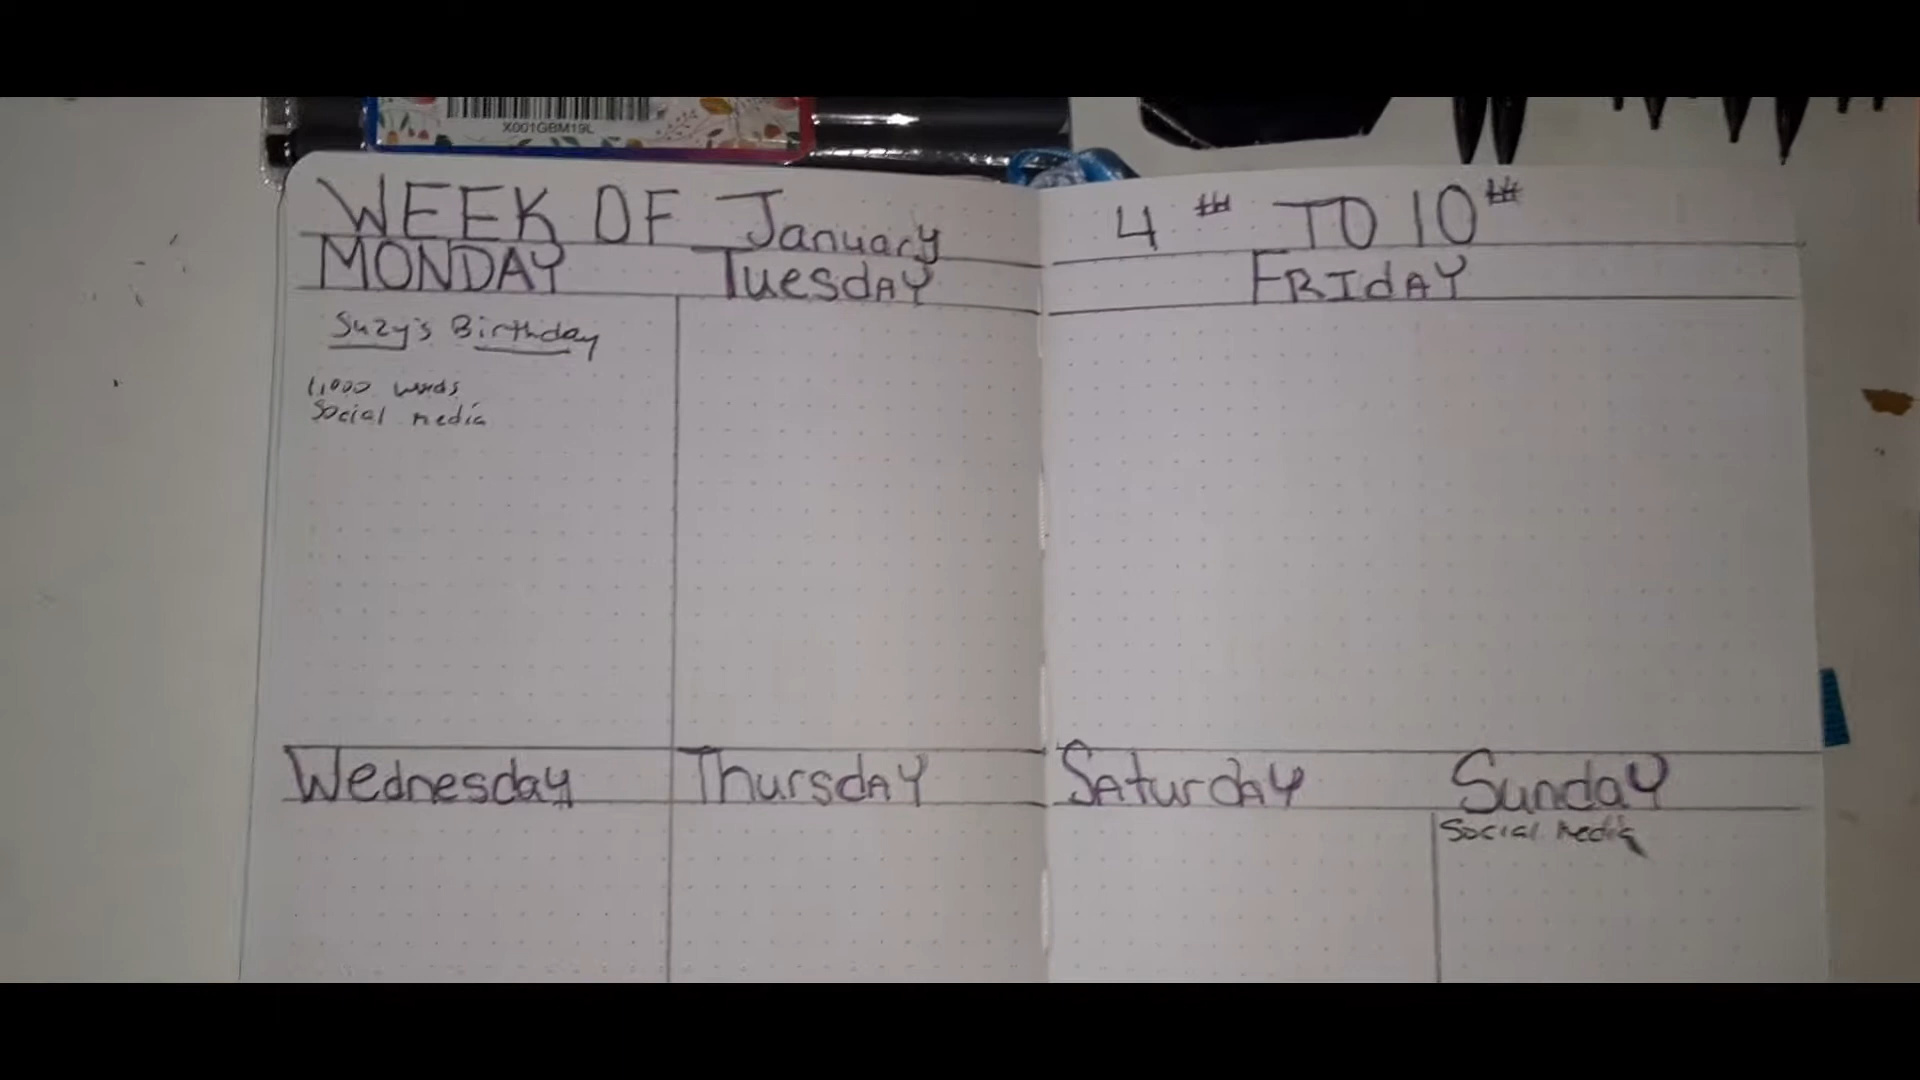 X001GBM19L
WEEK OF January 4th TO 10th
MONDAY Tuesday FRIdAY
Suzy's Birthday
1,000 words
Social media
Wednesday Thursday Saturday Sunday
Social media